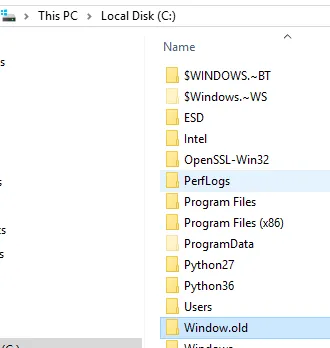 This PC > Local Disk (C:)
Name
$WINDOWS.~BT
$Windows.~WS
ESD
Intel
OpenSSL-Win32
PerfLogs
Program Files
Program Files (x86)
ProgramData
Python27
Python36
Users
Window.old
Windows